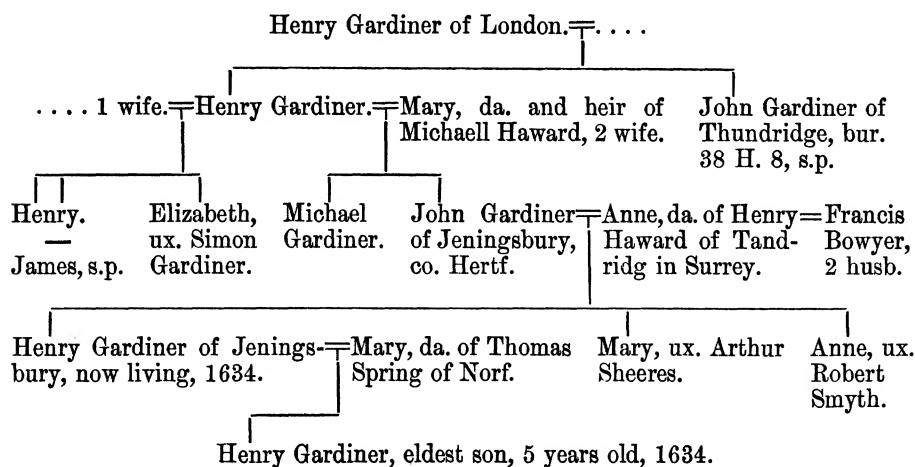 Henry Gardiner of London.=. . . .
. . . . 1 wife.=Henry Gardiner.=Mary, da. and heir of
Michaell Haward, 2 wife.
John Gardiner of
Thundridge, bur.
38 H. 8, s.p.
Henry.
—
James, s.p.
Elizabeth,
ux. Simon
Gardiner.
Michael
Gardiner.
John Gardiner
of Jeningsbury,
co. Hertf.
=Anne, da. of Henry
Haward of Tand-
ridg in Surrey.
=Francis
Bowyer,
2 husb.
Henry Gardiner of Jenings-
bury, now living, 1634.
=Mary, da. of Thomas
Spring of Norf.
Mary, ux. Arthur
Sheeres.
Anne, ux.
Robert
Smyth.
Henry Gardiner, eldest son, 5 years old, 1634.